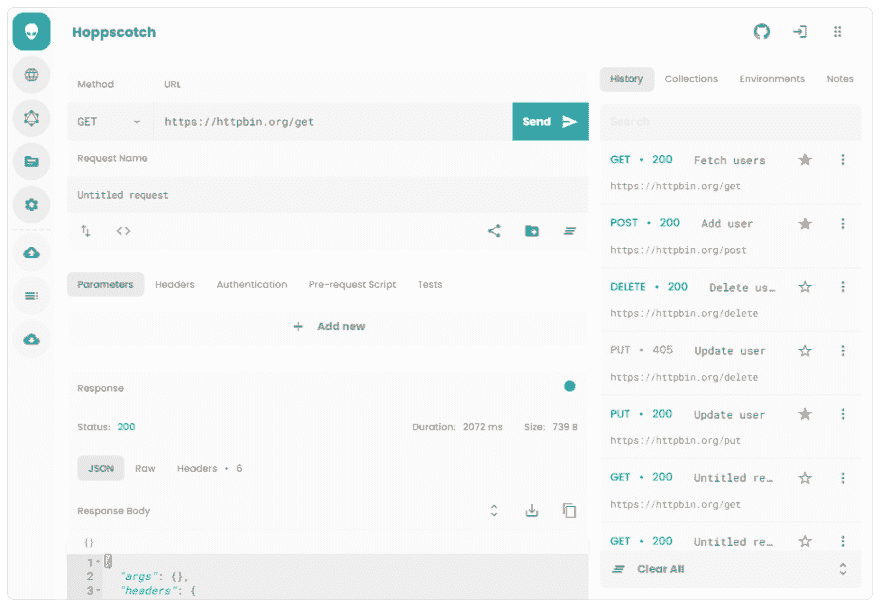 Hoppscotch
Method URL
GET https://httpbin.org/get Send
Request Name
Untitled request
Parameters Headers Authentication Pre-request Script Tests
+ Add new
Response
Status: 200 Duration: 2072 ms Size: 739 B
JSON Raw Headers • 6
Response Body
{}
1 {
2 "args": {},
3 "headers": {
History Collections Environments Notes
Search
GET • 200 Fetch users
https://httpbin.org/get
POST • 200 Add user
https://httpbin.org/post
DELETE • 200 Delete us…
https://httpbin.org/delete
PUT • 405 Update user
https://httpbin.org/delete
PUT • 200 Update user
https://httpbin.org/put
GET • 200 Untitled re…
https://httpbin.org/get
GET • 200 Untitled re…
Clear All